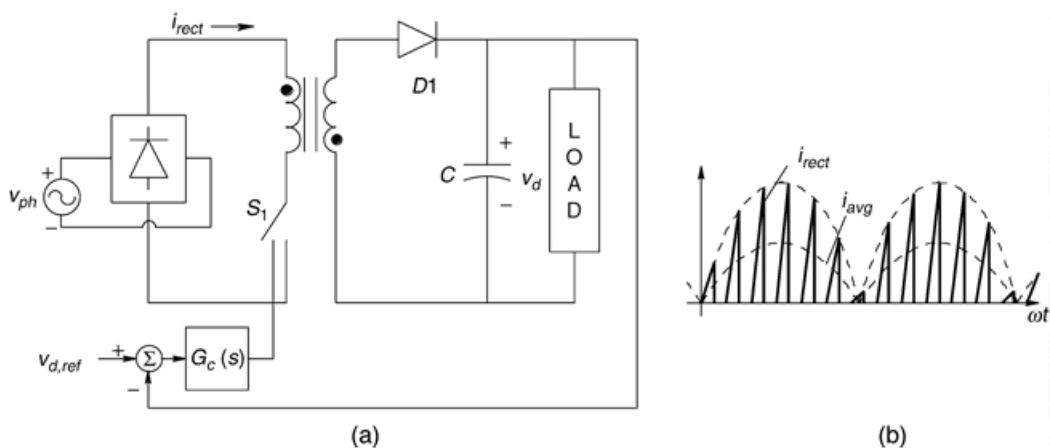 i_rect
D1
v_ph
+
−
S_1
C
+
v_d
−
L
O
A
D
v_d,ref
+
−
Σ
G_c (s)
(a)
i_rect
i_avg
ωt
(b)